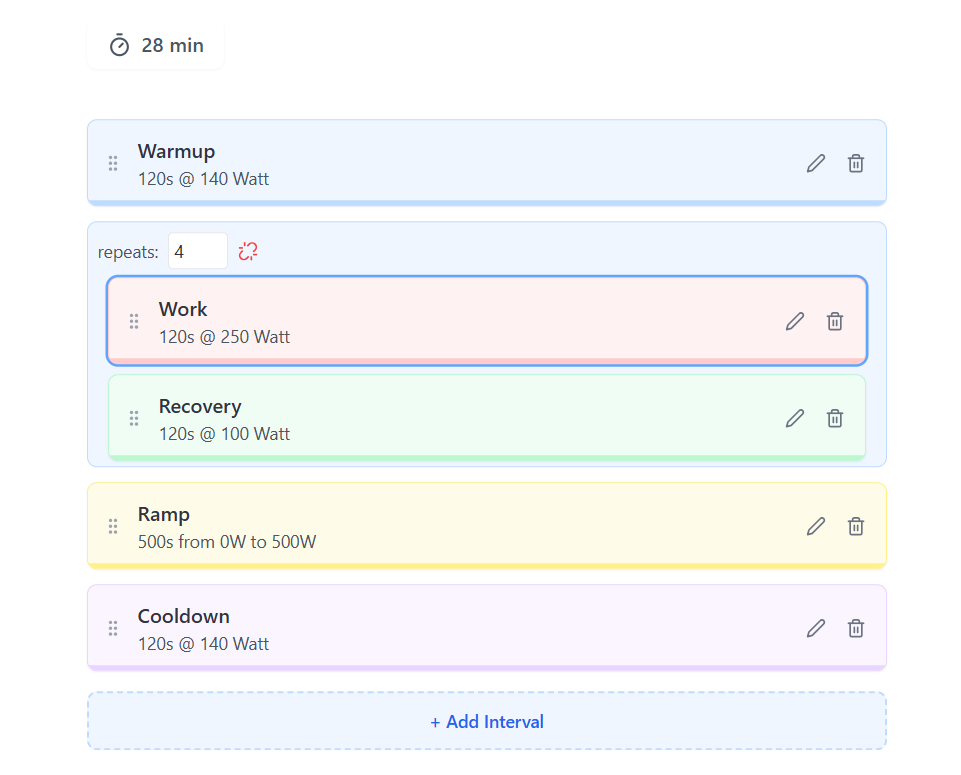 28 min
Warmup
120s @ 140 Watt
repeats: 4
Work
120s @ 250 Watt
Recovery
120s @ 100 Watt
Ramp
500s from 0W to 500W
Cooldown
120s @ 140 Watt
+ Add Interval